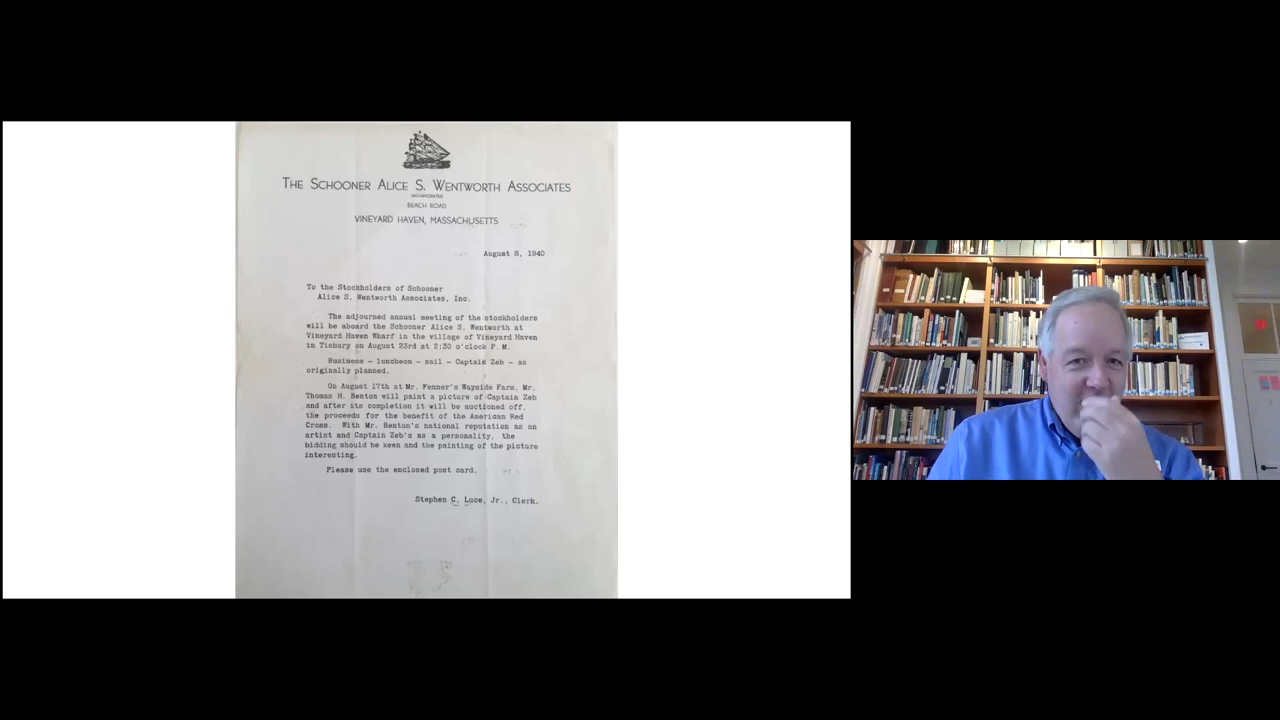 THE SCHOONER ALICE S. WENTWORTH ASSOCIATES
INCORPORATED
BEACH ROAD
VINEYARD HAVEN, MASSACHUSETTS
August 8, 1940
To the Stockholders of Schooner
Alice S. Wentworth Associates, Inc.
The adjourned annual meeting of the stockholders
will be aboard the Schooner Alice S. Wentworth at
Vineyard Haven Wharf in the village of Vineyard Haven
in Tisbury on August 23rd at 2:30 o'clock P. M.
Business - luncheon - sail - Captain Zeb - as
originally planned.
On August 17th at Mr. Fenner's Wayside Farm, Mr.
Thomas H. Benton will paint a picture of Captain Zeb
and after its completion it will be auctioned off,
the proceeds for the benefit of the American Red
Cross. With Mr. Benton's national reputation as an
artist and Captain Zeb's as a personality, the
bidding should be keen and the painting of the picture
interesting.
Please use the enclosed post card.
Stephen C. Luce, Jr., Clerk.